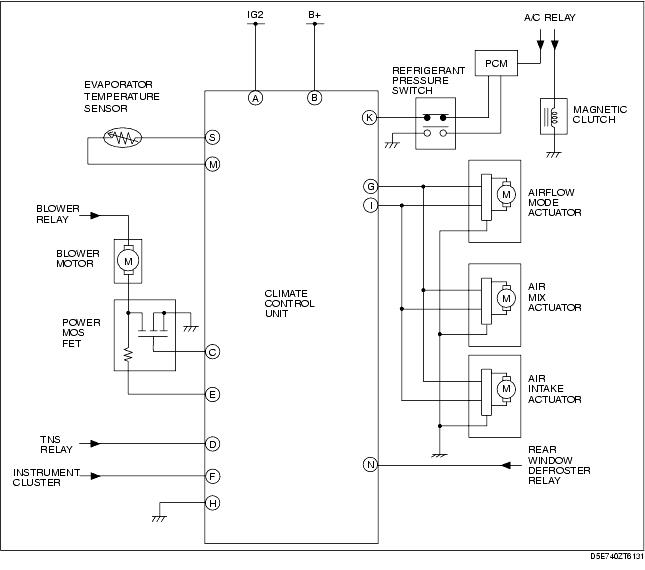 IG2
B+
A/C RELAY
PCM
REFRIGERANT
PRESSURE
SWITCH
EVAPORATOR
TEMPERATURE
SENSOR
A
B
K
MAGNETIC
CLUTCH
S
M
G
I
M
AIRFLOW
MODE
ACTUATOR
BLOWER
RELAY
BLOWER
MOTOR
M
CLIMATE
CONTROL
UNIT
M
AIR
MIX
ACTUATOR
POWER
MOS
FET
C
E
M
AIR
INTAKE
ACTUATOR
TNS
RELAY
D
INSTRUMENT
CLUSTER
F
H
N
REAR
WINDOW
DEFROSTER
RELAY
D5E740ZT6131